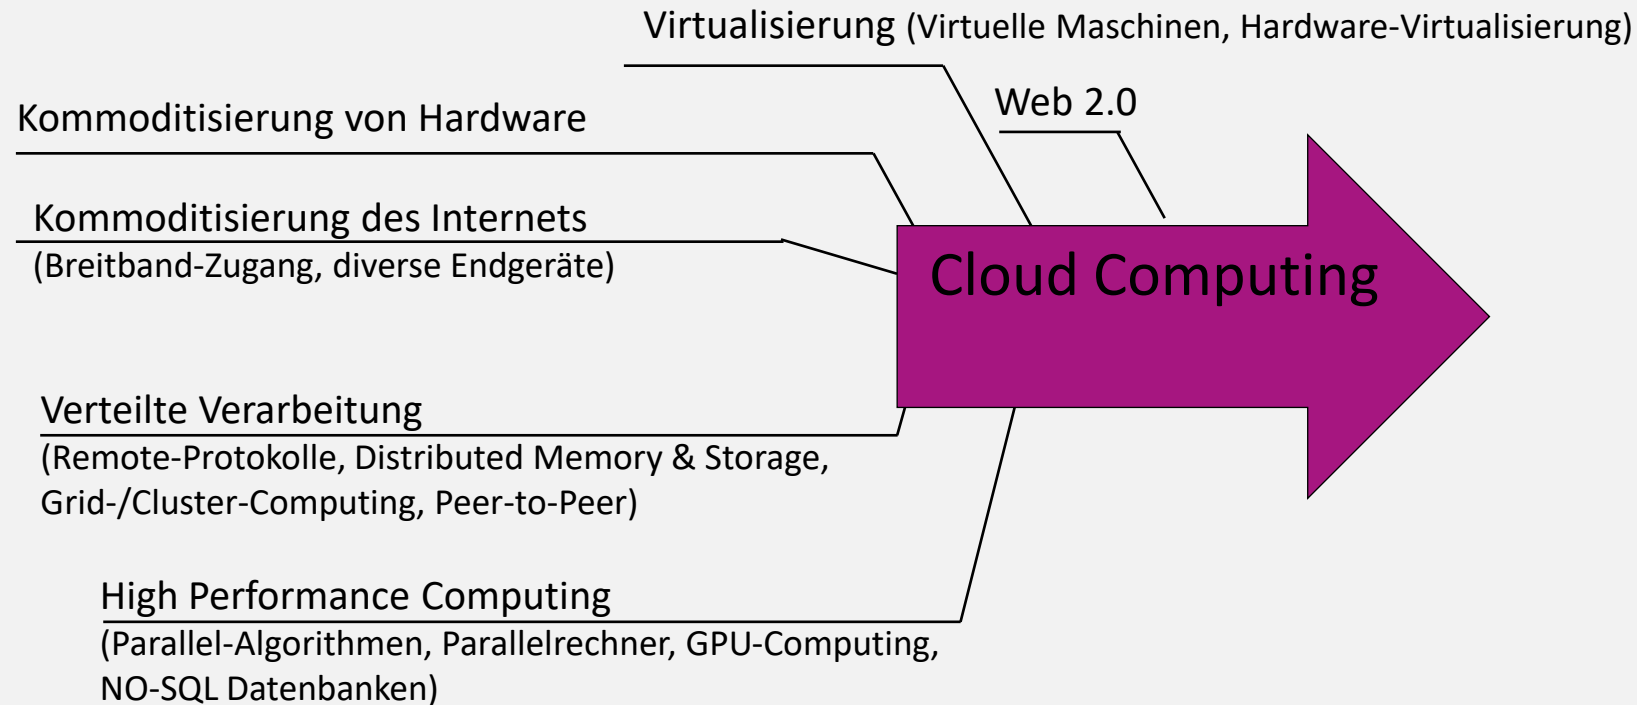 Virtualisierung (Virtuelle Maschinen, Hardware-Virtualisierung)
Web 2.0
Kommoditisierung von Hardware
Kommoditisierung des Internets
(Breitband-Zugang, diverse Endgeräte)
Cloud Computing
Verteilte Verarbeitung
(Remote-Protokolle, Distributed Memory & Storage,
Grid-/Cluster-Computing, Peer-to-Peer)
High Performance Computing
(Parallel-Algorithmen, Parallelrechner, GPU-Computing,
NO-SQL Datenbanken)